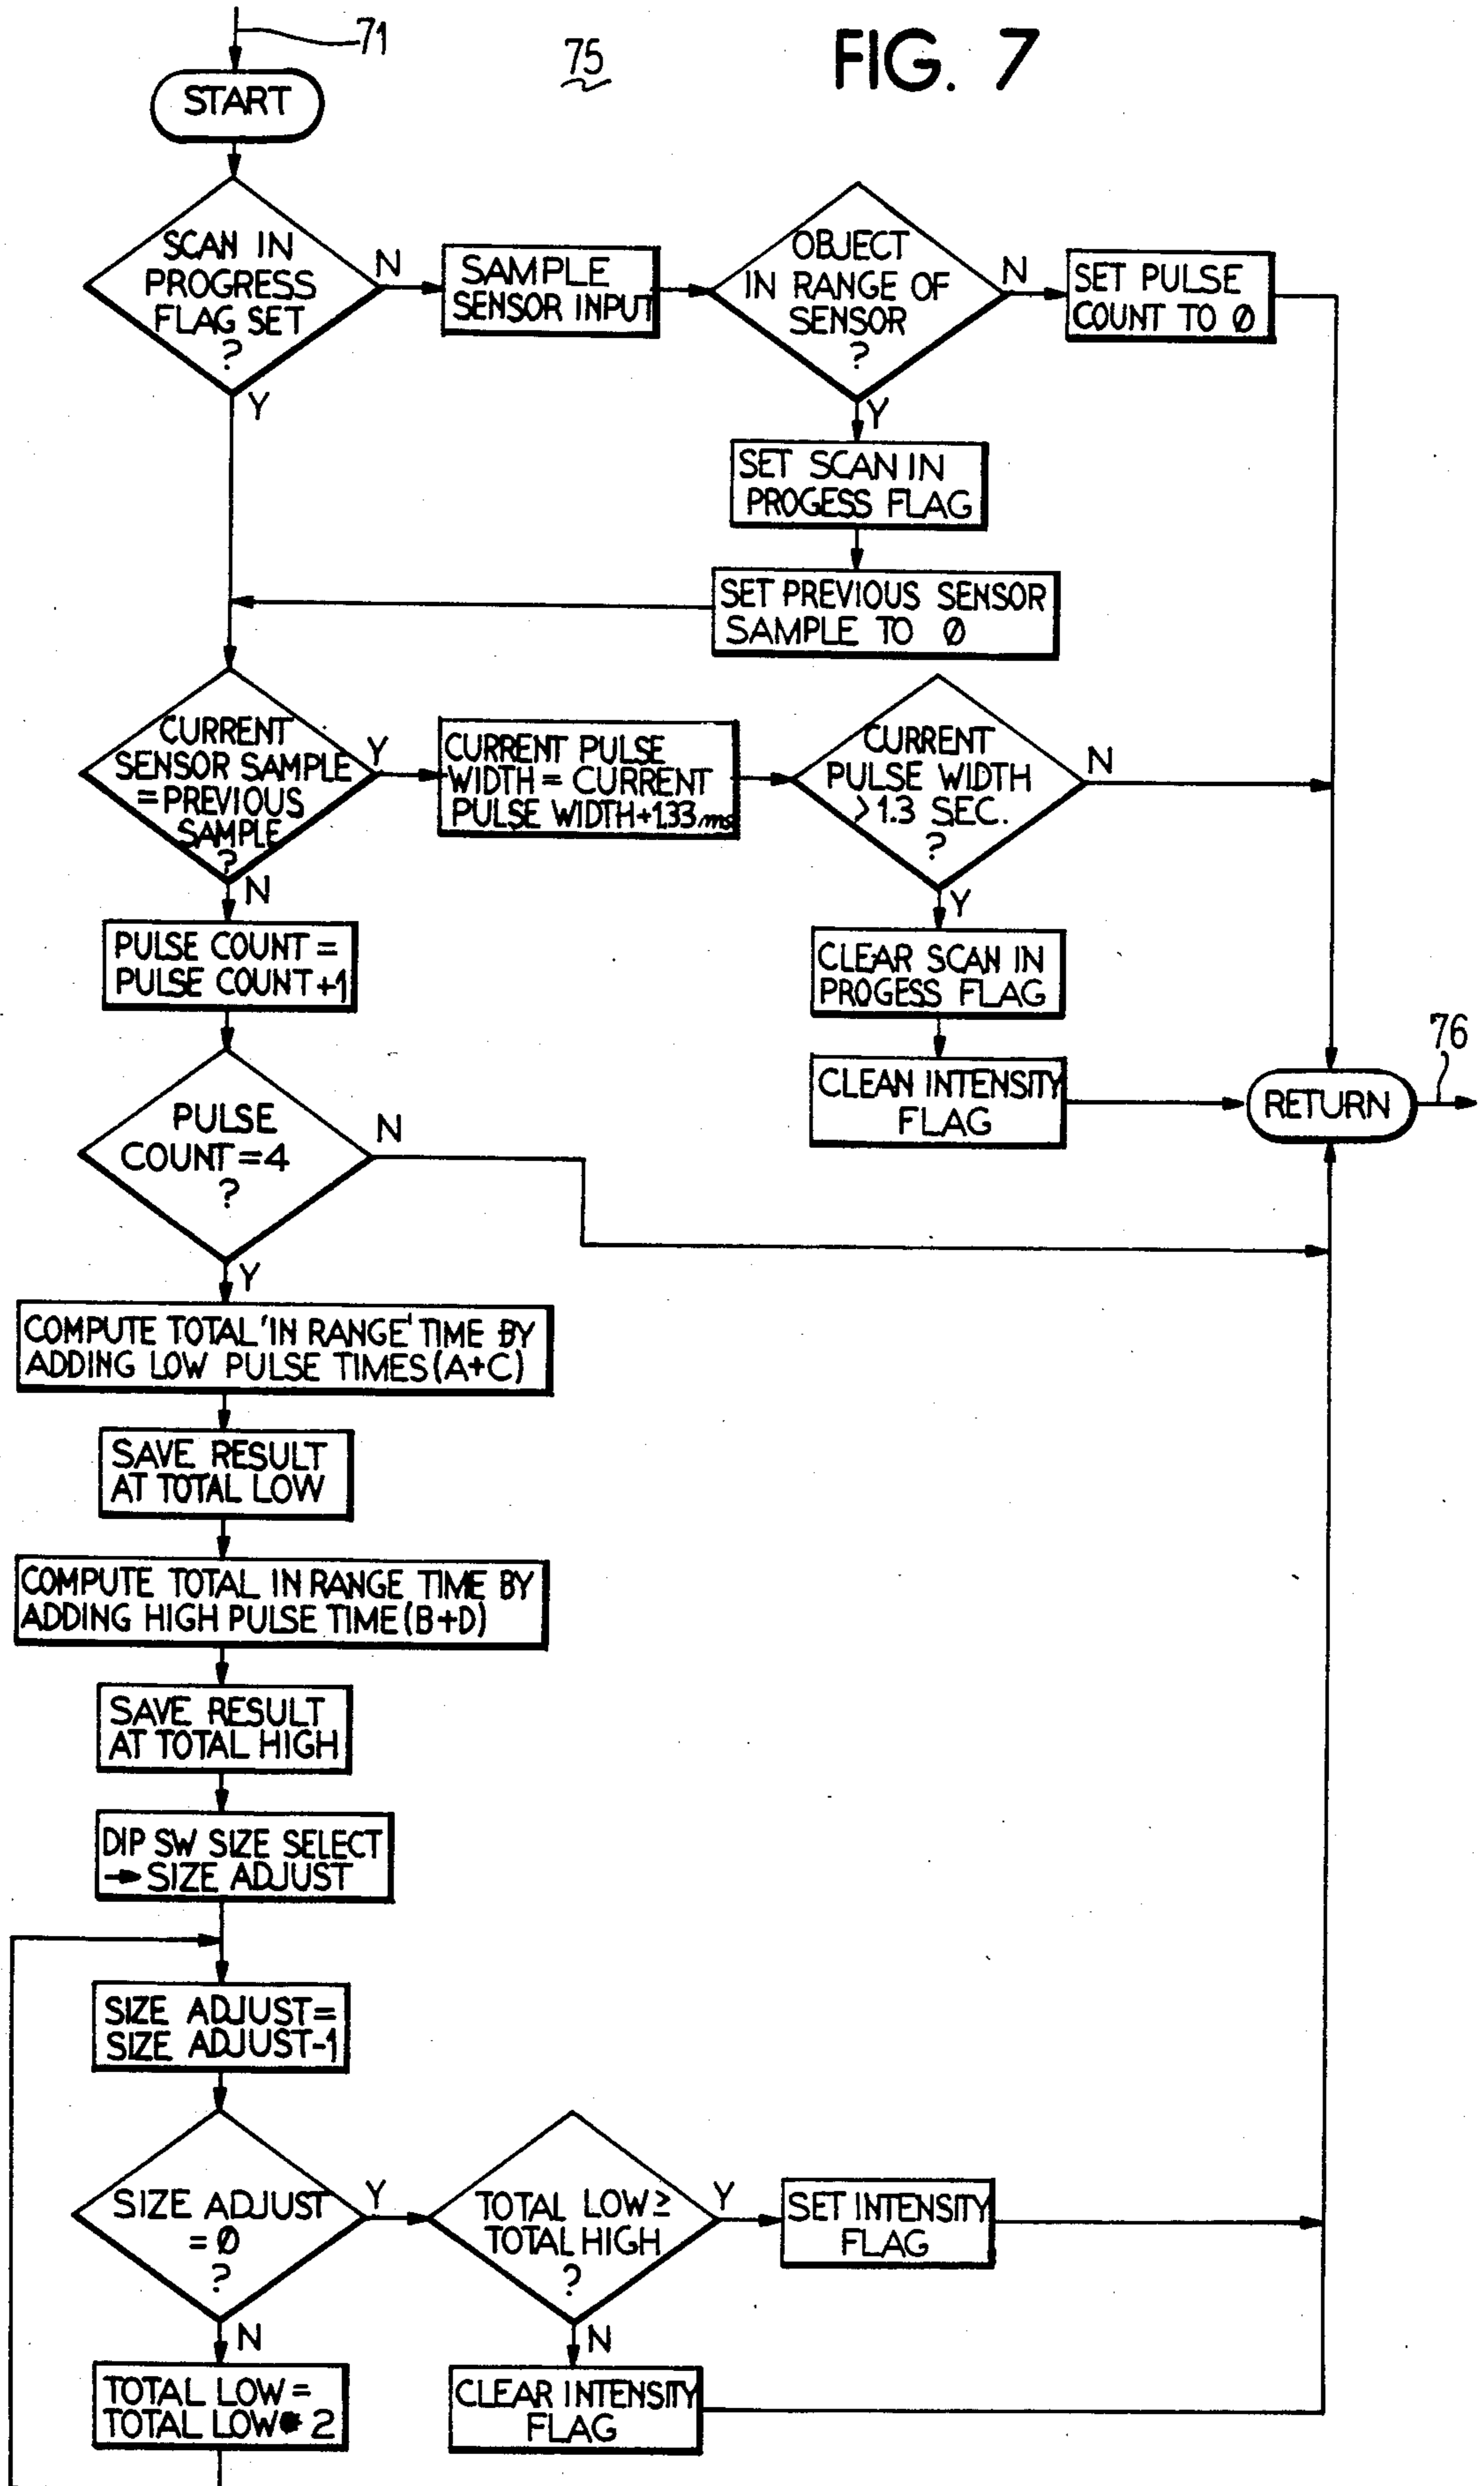 71
75
FIG. 7
START
SCAN IN
PROGRESS
FLAG SET
?
N
Y
SAMPLE
SENSOR INPUT
OBJECT
IN RANGE OF
SENSOR
?
N
Y
SET PULSE
COUNT TO Ø
SET SCAN IN
PROGESS FLAG
SET PREVIOUS SENSOR
SAMPLE TO Ø
CURRENT
SENSOR SAMPLE
=PREVIOUS
SAMPLE
?
Y
N
CURRENT PULSE
WIDTH = CURRENT
PULSE WIDTH+1.33ms
CURRENT
PULSE WIDTH
>1.3 SEC.
?
N
Y
PULSE COUNT =
PULSE COUNT+1
CLEAR SCAN IN
PROGESS FLAG
CLEAN INTENSITY
FLAG
RETURN
76
PULSE
COUNT=4
?
N
Y
COMPUTE TOTAL 'IN RANGE' TIME BY
ADDING LOW PULSE TIMES(A+C)
SAVE RESULT
AT TOTAL LOW
COMPUTE TOTAL IN RANGE TIME BY
ADDING HIGH PULSE TIME(B+D)
SAVE RESULT
AT TOTAL HIGH
DIP SW SIZE SELECT
→ SIZE ADJUST
SIZE ADJUST=
SIZE ADJUST-1
SIZE ADJUST
=Ø
?
Y
N
TOTAL LOW≥
TOTAL HIGH
?
Y
N
SET INTENSITY
FLAG
TOTAL LOW=
TOTAL LOW * 2
CLEAR INTENSITY
FLAG